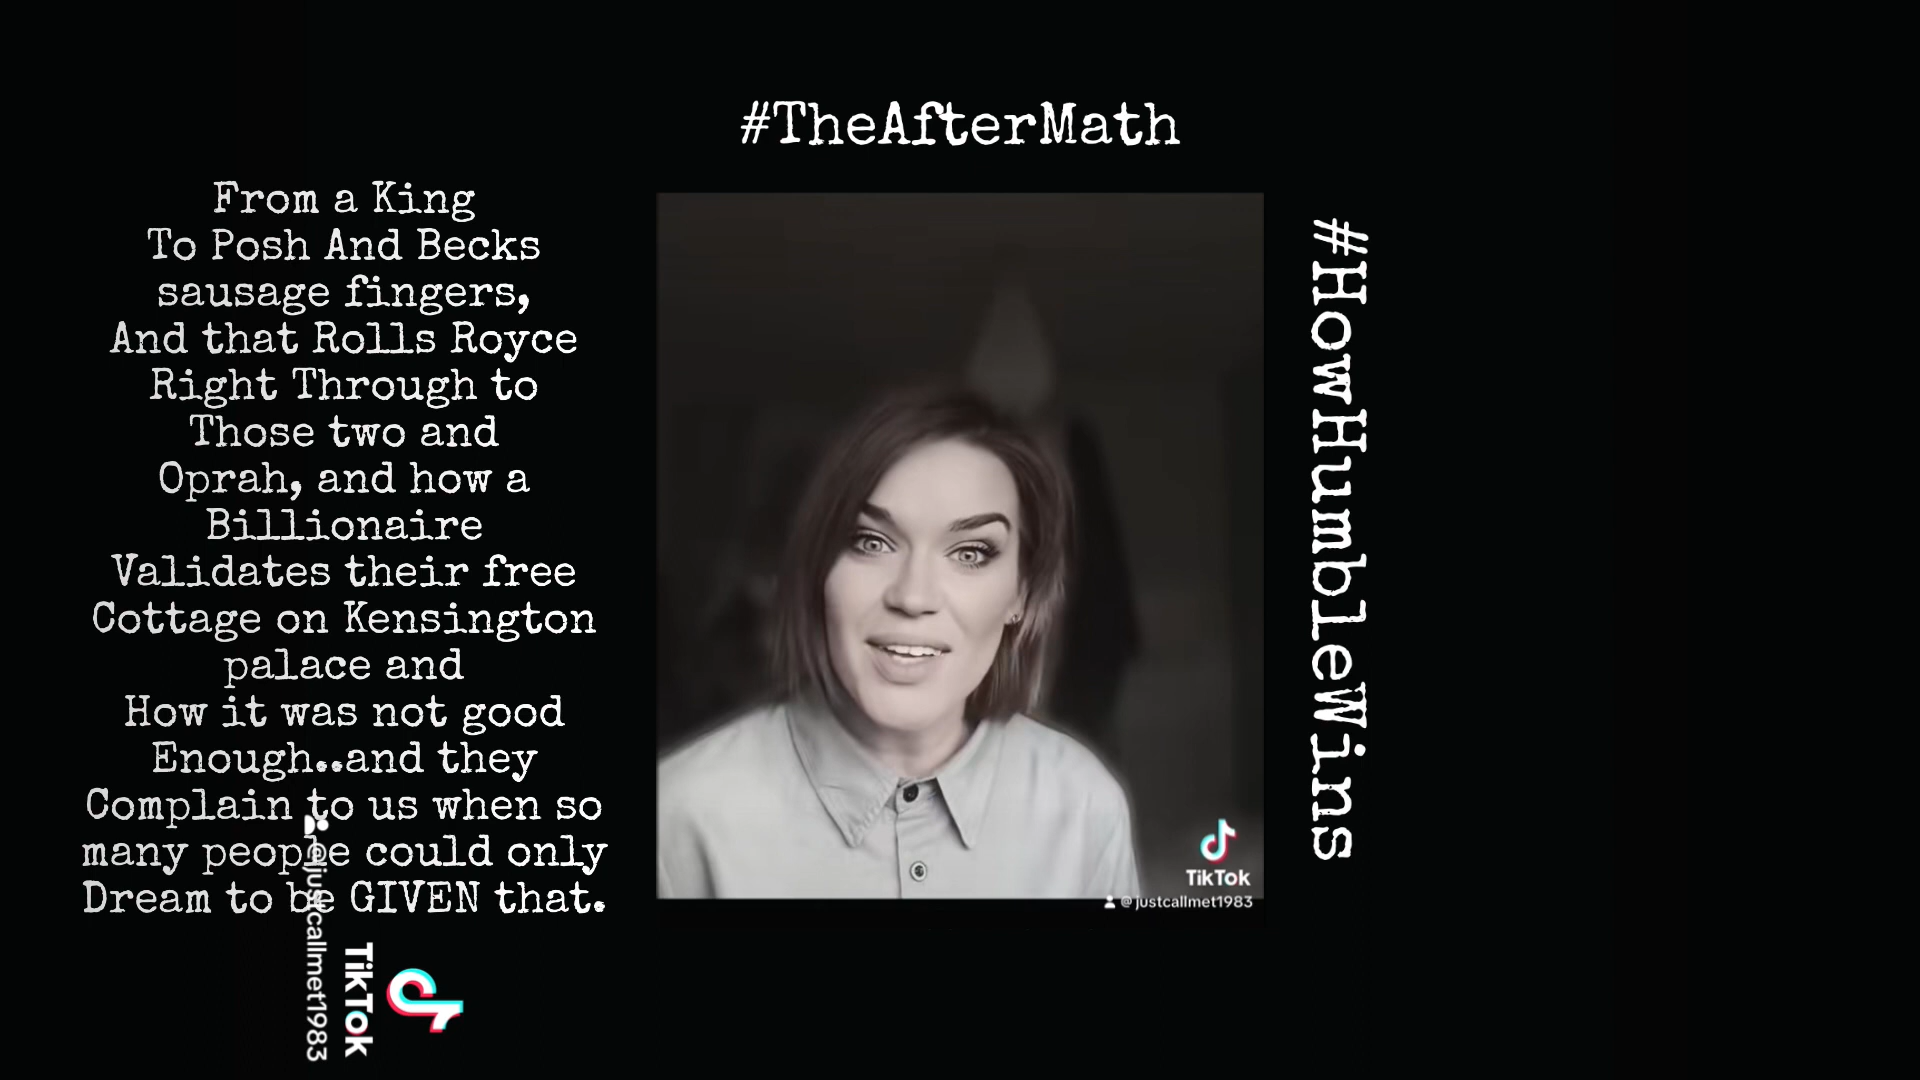 #TheAfterMath
From a King
To Posh And Becks
sausage fingers,
And that Rolls Royce
Right Through to
Those two and
Oprah, and how a
Billionaire
Validates their free
Cottage on Kensington
palace and
How it was not good
Enough..and they
Complain to us when so
many people could only
Dream to be GIVEN that.
#HowHumbleWins
TikTok
@justcallmet1983
TikTok
@justcallmet1983